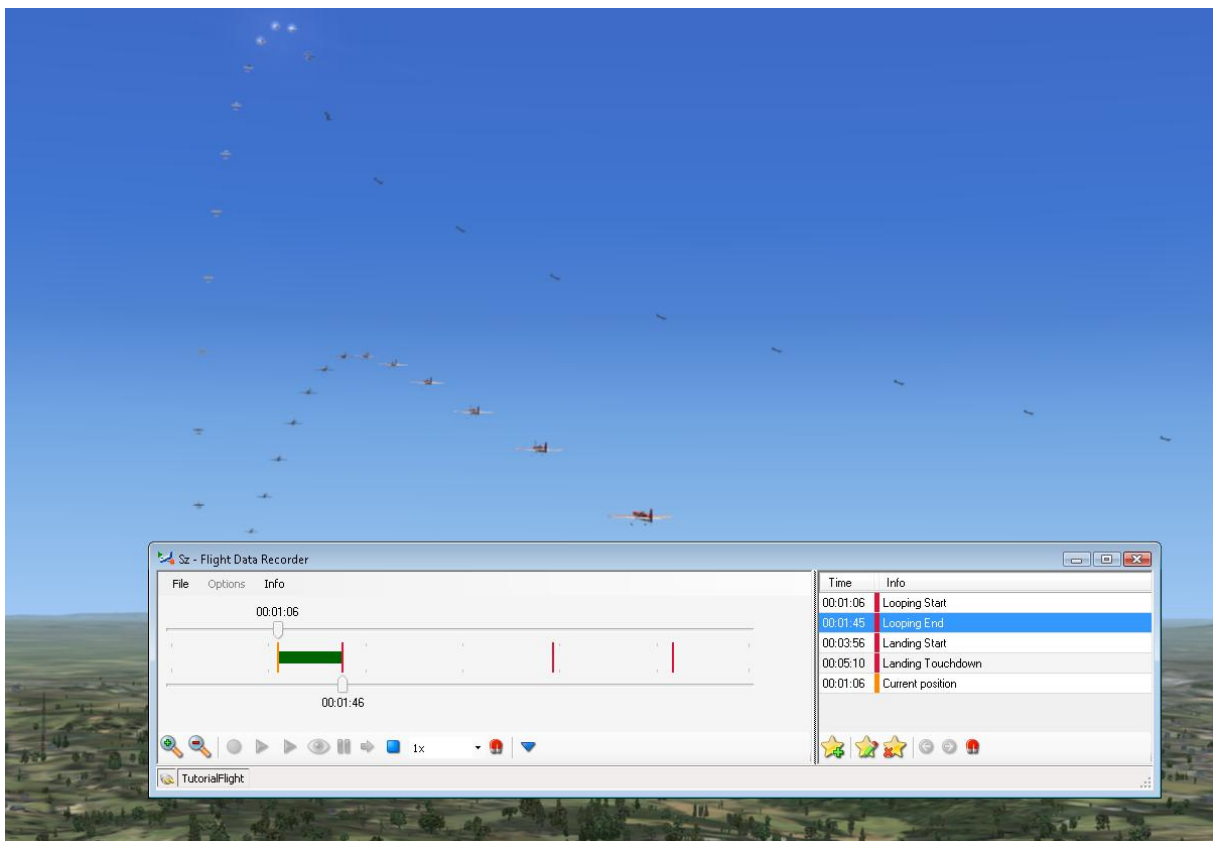 Sz - Flight Data Recorder
File Options Info
00:01:06
00:01:46
1x
TutorialFlight
Time Info
00:01:06 Looping Start
00:01:45 Looping End
00:03:56 Landing Start
00:05:10 Landing Touchdown
00:01:06 Current position